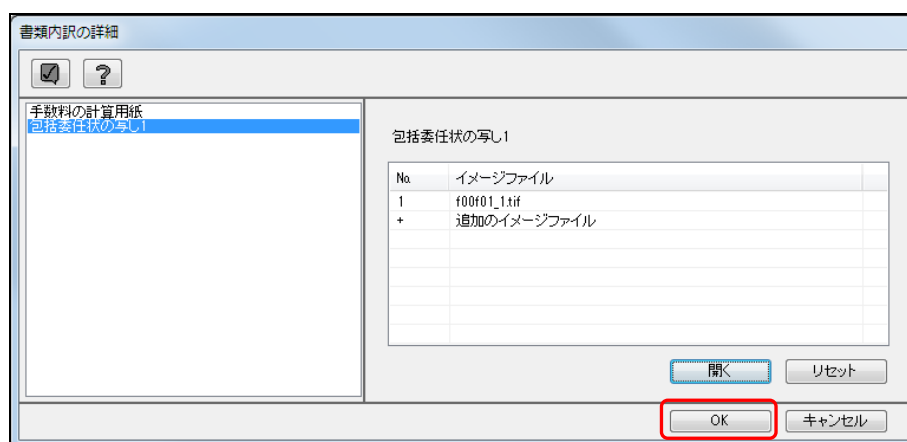 書類内訳の詳細
手数料の計算用紙
包括委任状の写し1
包括委任状の写し1
No. イメージファイル
1 f00f01_1.tif
+ 追加のイメージファイル
開く リセット
OK キャンセル